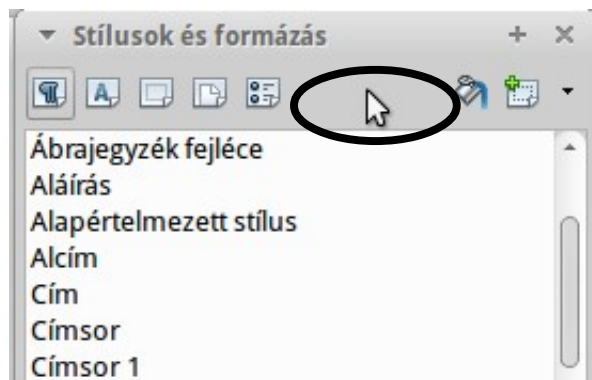 Stílusok és formázás
Ábrajegyzék fejléce
Aláírás
Alapértelmezett stílus
Alcím
Cím
Címsor
Címsor 1